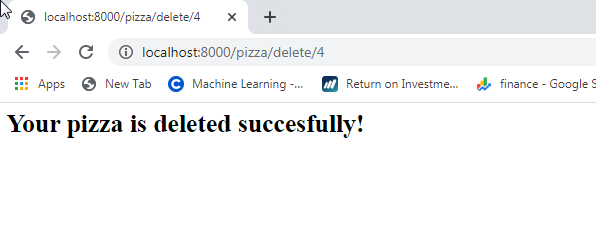 localhost:8000/pizza/delete/4
localhost:8000/pizza/delete/4
Apps New Tab Machine Learning -... Return on Investme... finance - Google S
Your pizza is deleted succesfully!